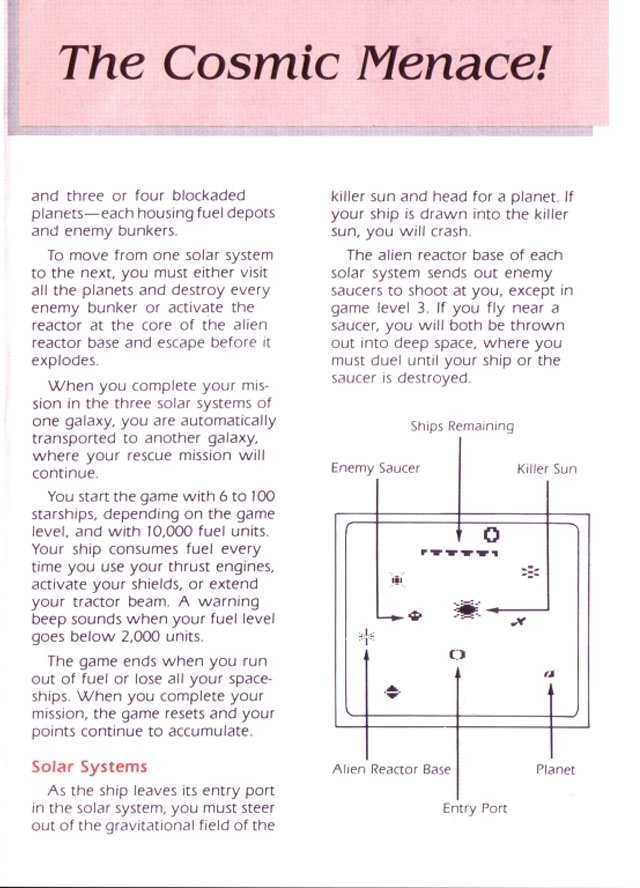 The Cosmic Menace!
and three or four blockaded
planets—each housing fuel depots
and enemy bunkers.
To move from one solar system
to the next, you must either visit
all the planets and destroy every
enemy bunker or activate the
reactor at the core of the alien
reactor base and escape before it
explodes.
When you complete your mis-
sion in the three solar systems of
one galaxy, you are automatically
transported to another galaxy,
where your rescue mission will
continue.
You start the game with 6 to 100
starships, depending on the game
level, and with 10,000 fuel units.
Your ship consumes fuel every
time you use your thrust engines,
activate your shields, or extend
your tractor beam. A warning
beep sounds when your fuel level
goes below 2,000 units.
The game ends when you run
out of fuel or lose all your space-
ships. When you complete your
mission, the game resets and your
points continue to accumulate.
Solar Systems
As the ship leaves its entry port
in the solar system, you must steer
out of the gravitational field of the
killer sun and head for a planet. If
your ship is drawn into the killer
sun, you will crash.
The alien reactor base of each
solar system sends out enemy
saucers to shoot at you, except in
game level 3. If you fly near a
saucer, you will both be thrown
out into deep space, where you
must duel until your ship or the
saucer is destroyed.
Ships Remaining
Enemy Saucer
Killer Sun
Alien Reactor Base
Planet
Entry Port